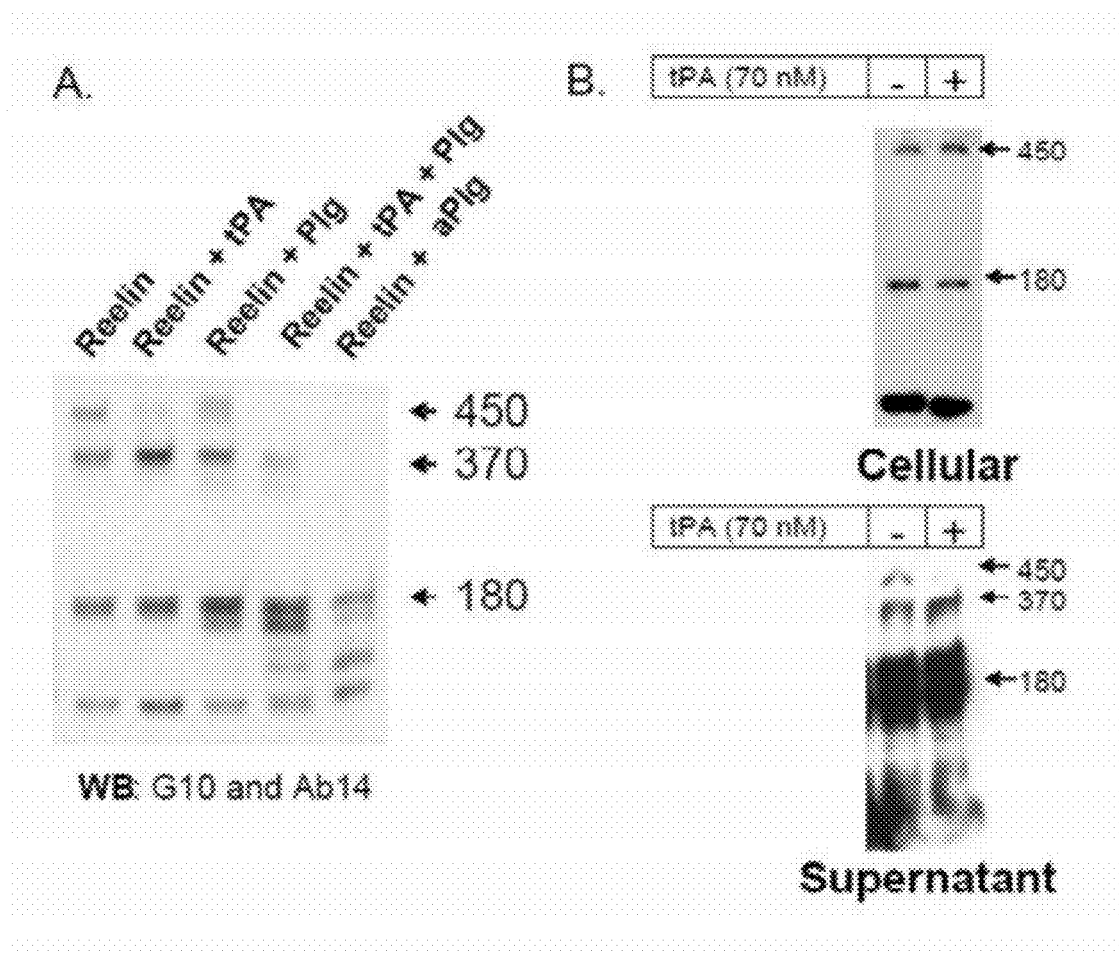 A.
Reelin
Reelin + tPA
Reelin + Plg
Reelin + tPA + Plg
Reelin + aPlg
450
370
180
WB: G10 and Ab14
B.
tPA (70 nM) - +
450
180
Cellular
tPA (70 nM) - +
450
370
180
Supernatant